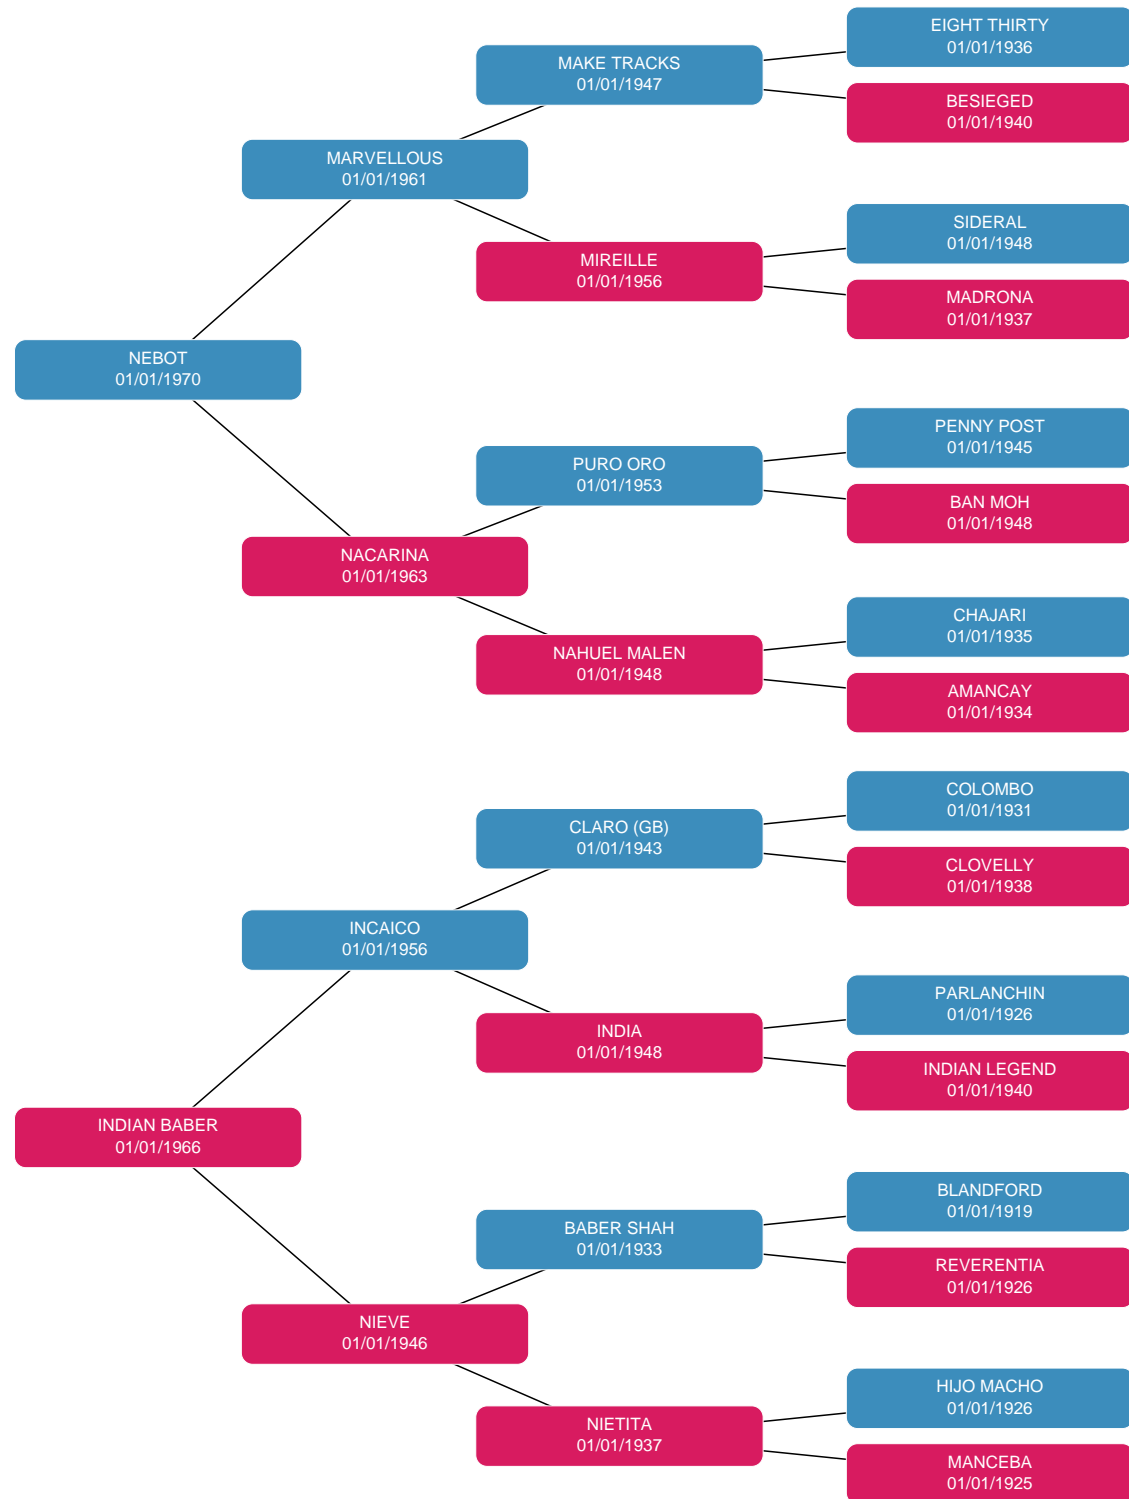 EIGHT THIRTY
01/01/1936
MAKE TRACKS
01/01/1947
BESIEGED
01/01/1940
MARVELLOUS
01/01/1961
SIDERAL
01/01/1948
MIREILLE
01/01/1956
MADRONA
01/01/1937
NEBOT
01/01/1970
PENNY POST
01/01/1945
PURO ORO
01/01/1953
BAN MOH
01/01/1948
NACARINA
01/01/1963
CHAJARI
01/01/1935
NAHUEL MALEN
01/01/1948
AMANCAY
01/01/1934
COLOMBO
01/01/1931
CLARO (GB)
01/01/1943
CLOVELLY
01/01/1938
INCAICO
01/01/1956
PARLANCHIN
01/01/1926
INDIA
01/01/1948
INDIAN LEGEND
01/01/1940
INDIAN BABER
01/01/1966
BLANDFORD
01/01/1919
BABER SHAH
01/01/1933
REVERENTIA
01/01/1926
NIEVE
01/01/1946
HIJO MACHO
01/01/1926
NIETITA
01/01/1937
MANCEBA
01/01/1925